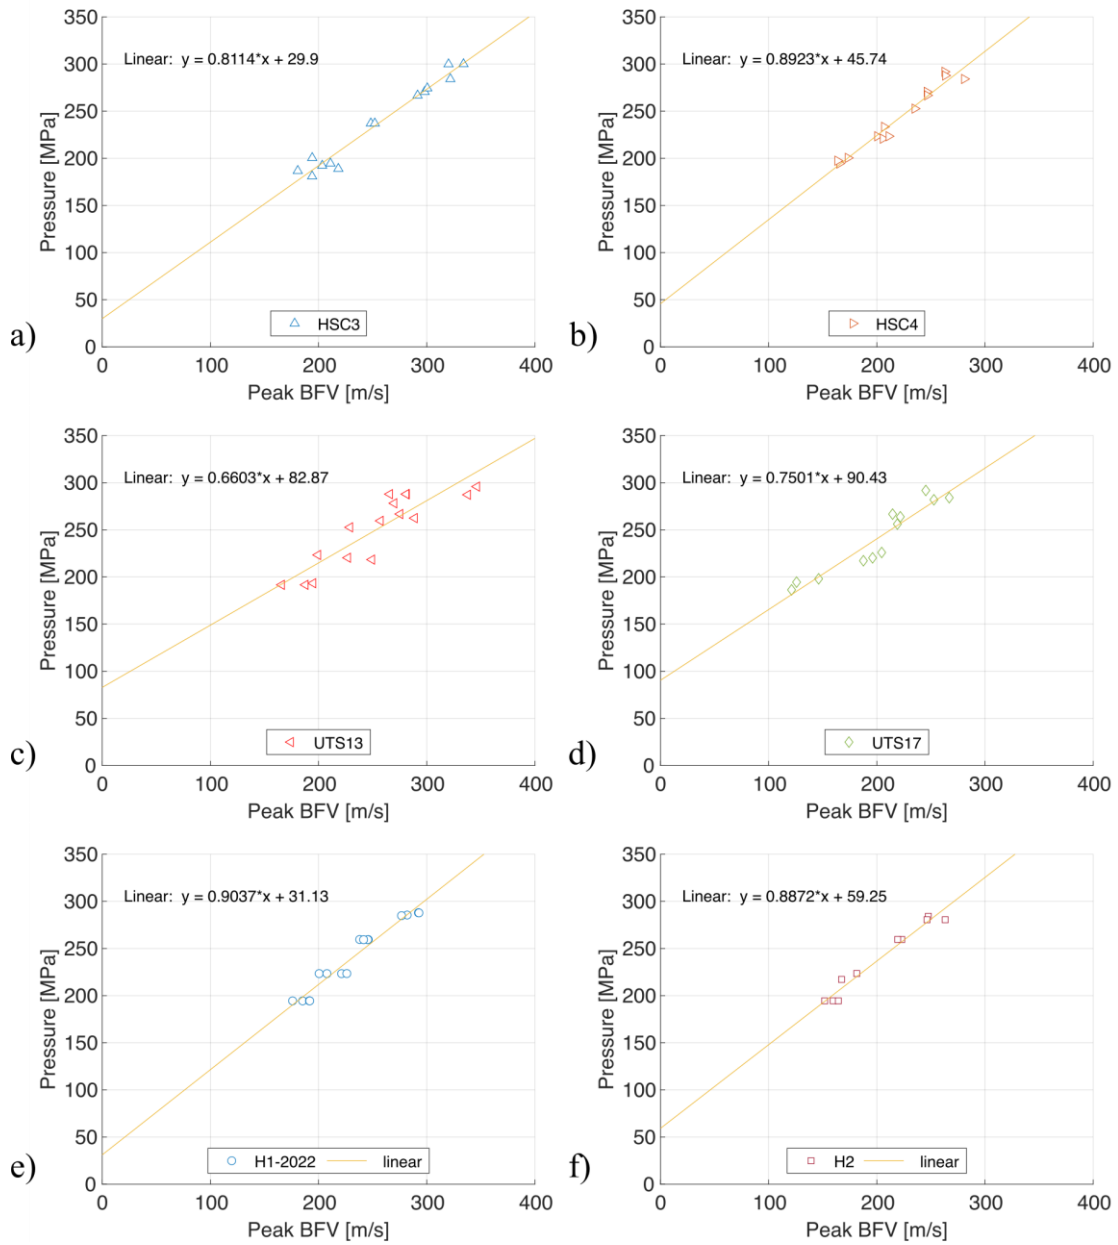 350
300
250
200
150
100
50
0
Pressure [MPa]
Linear: y = 0.8114*x + 29.9
HSC3
0 100 200 300 400
Peak BFV [m/s]
a)
350
300
250
200
150
100
50
0
Pressure [MPa]
Linear: y = 0.8923*x + 45.74
HSC4
0 100 200 300 400
Peak BFV [m/s]
b)
350
300
250
200
150
100
50
0
Pressure [MPa]
Linear: y = 0.6603*x + 82.87
UTS13
0 100 200 300 400
Peak BFV [m/s]
c)
350
300
250
200
150
100
50
0
Pressure [MPa]
Linear: y = 0.7501*x + 90.43
UTS17
0 100 200 300 400
Peak BFV [m/s]
d)
350
300
250
200
150
100
50
0
Pressure [MPa]
Linear: y = 0.9037*x + 31.13
H1-2022 linear
0 100 200 300 400
Peak BFV [m/s]
e)
350
300
250
200
150
100
50
0
Pressure [MPa]
Linear: y = 0.8872*x + 59.25
H2 linear
0 100 200 300 400
Peak BFV [m/s]
f)